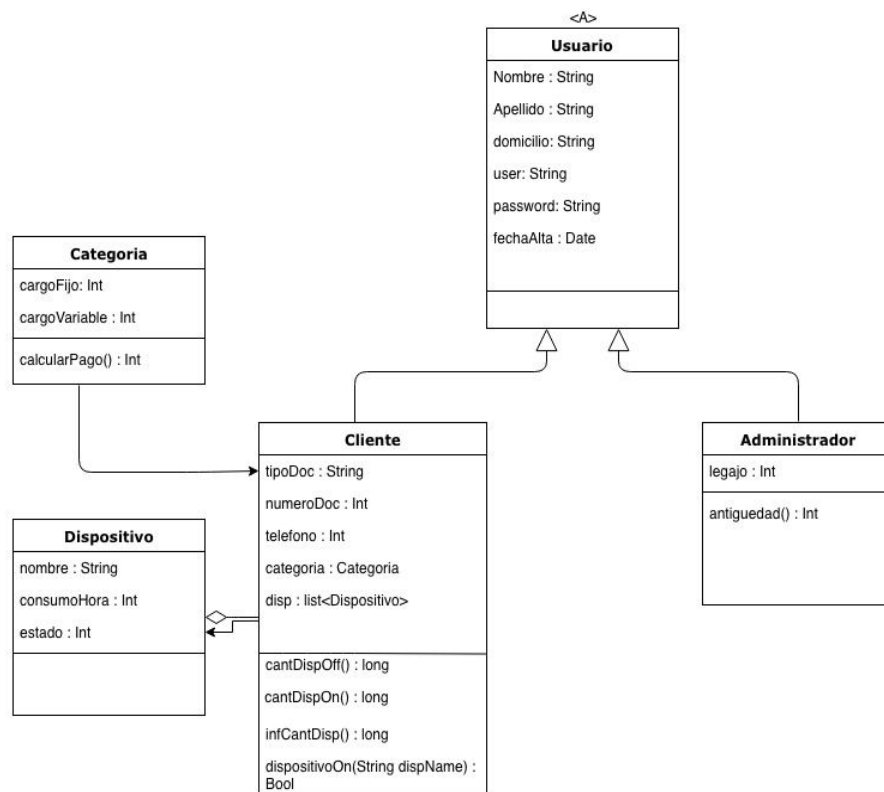 <A>
Usuario
Nombre : String
Apellido : String
domicilio: String
user: String
password: String
fechaAlta : Date
Categoria
cargoFijo: Int
cargoVariable : Int
calcularPago() : Int
Cliente
tipoDoc : String
numeroDoc : Int
telefono : Int
categoria : Categoria
disp : list<Dispositivo>
cantDispOff() : long
cantDispOn() : long
infCantDisp() : long
dispositivoOn(String dispName) :
Bool
Administrador
legajo : Int
antiguedad() : Int
Dispositivo
nombre : String
consumoHora : Int
estado : Int